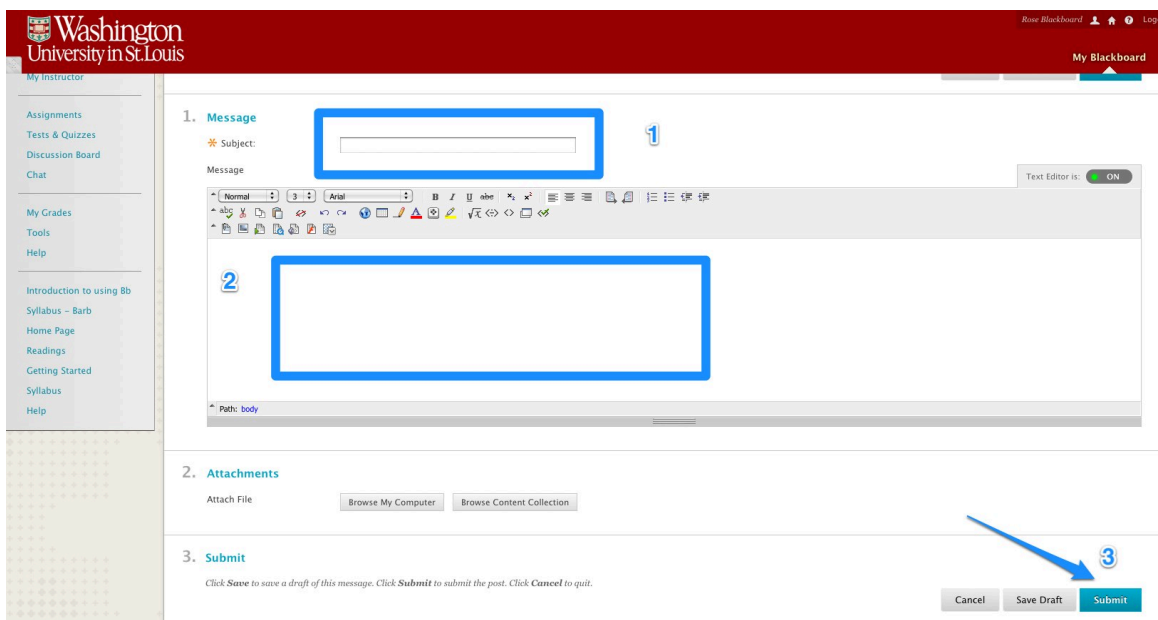 Washington
University in St.Louis
Rose Blackboard
My Blackboard
My Instructor
Assignments
Tests & Quizzes
Discussion Board
Chat
My Grades
Tools
Help
Introduction to using Bb
Syllabus - Barb
Home Page
Readings
Getting Started
Syllabus
Help
1. Message
Subject:
1
Message
Text Editor is: ON
Normal 3 Arial
2
Path: body
2. Attachments
Attach File Browse My Computer Browse Content Collection
3. Submit
3
Click Save to save a draft of this message. Click Submit to submit the post. Click Cancel to quit.
Cancel Save Draft Submit